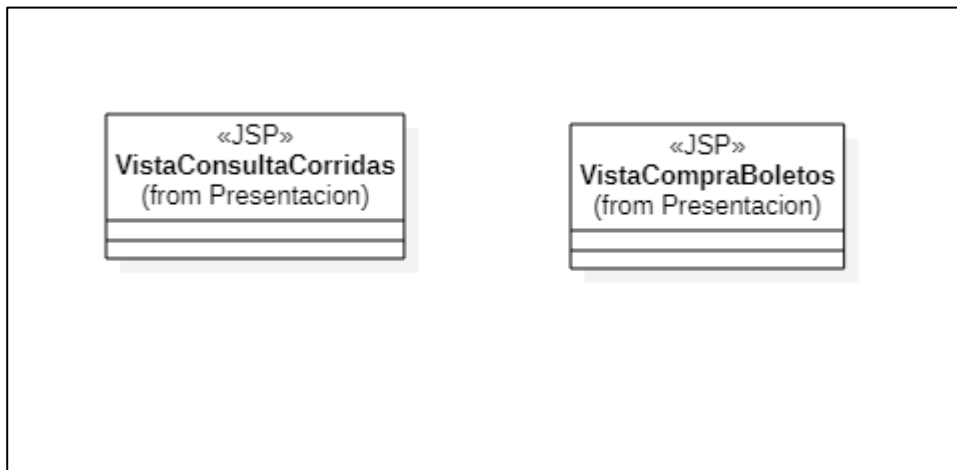 «JSP»
VistaConsultaCorridas
(from Presentacion)
«JSP»
VistaCompraBoletos
(from Presentacion)